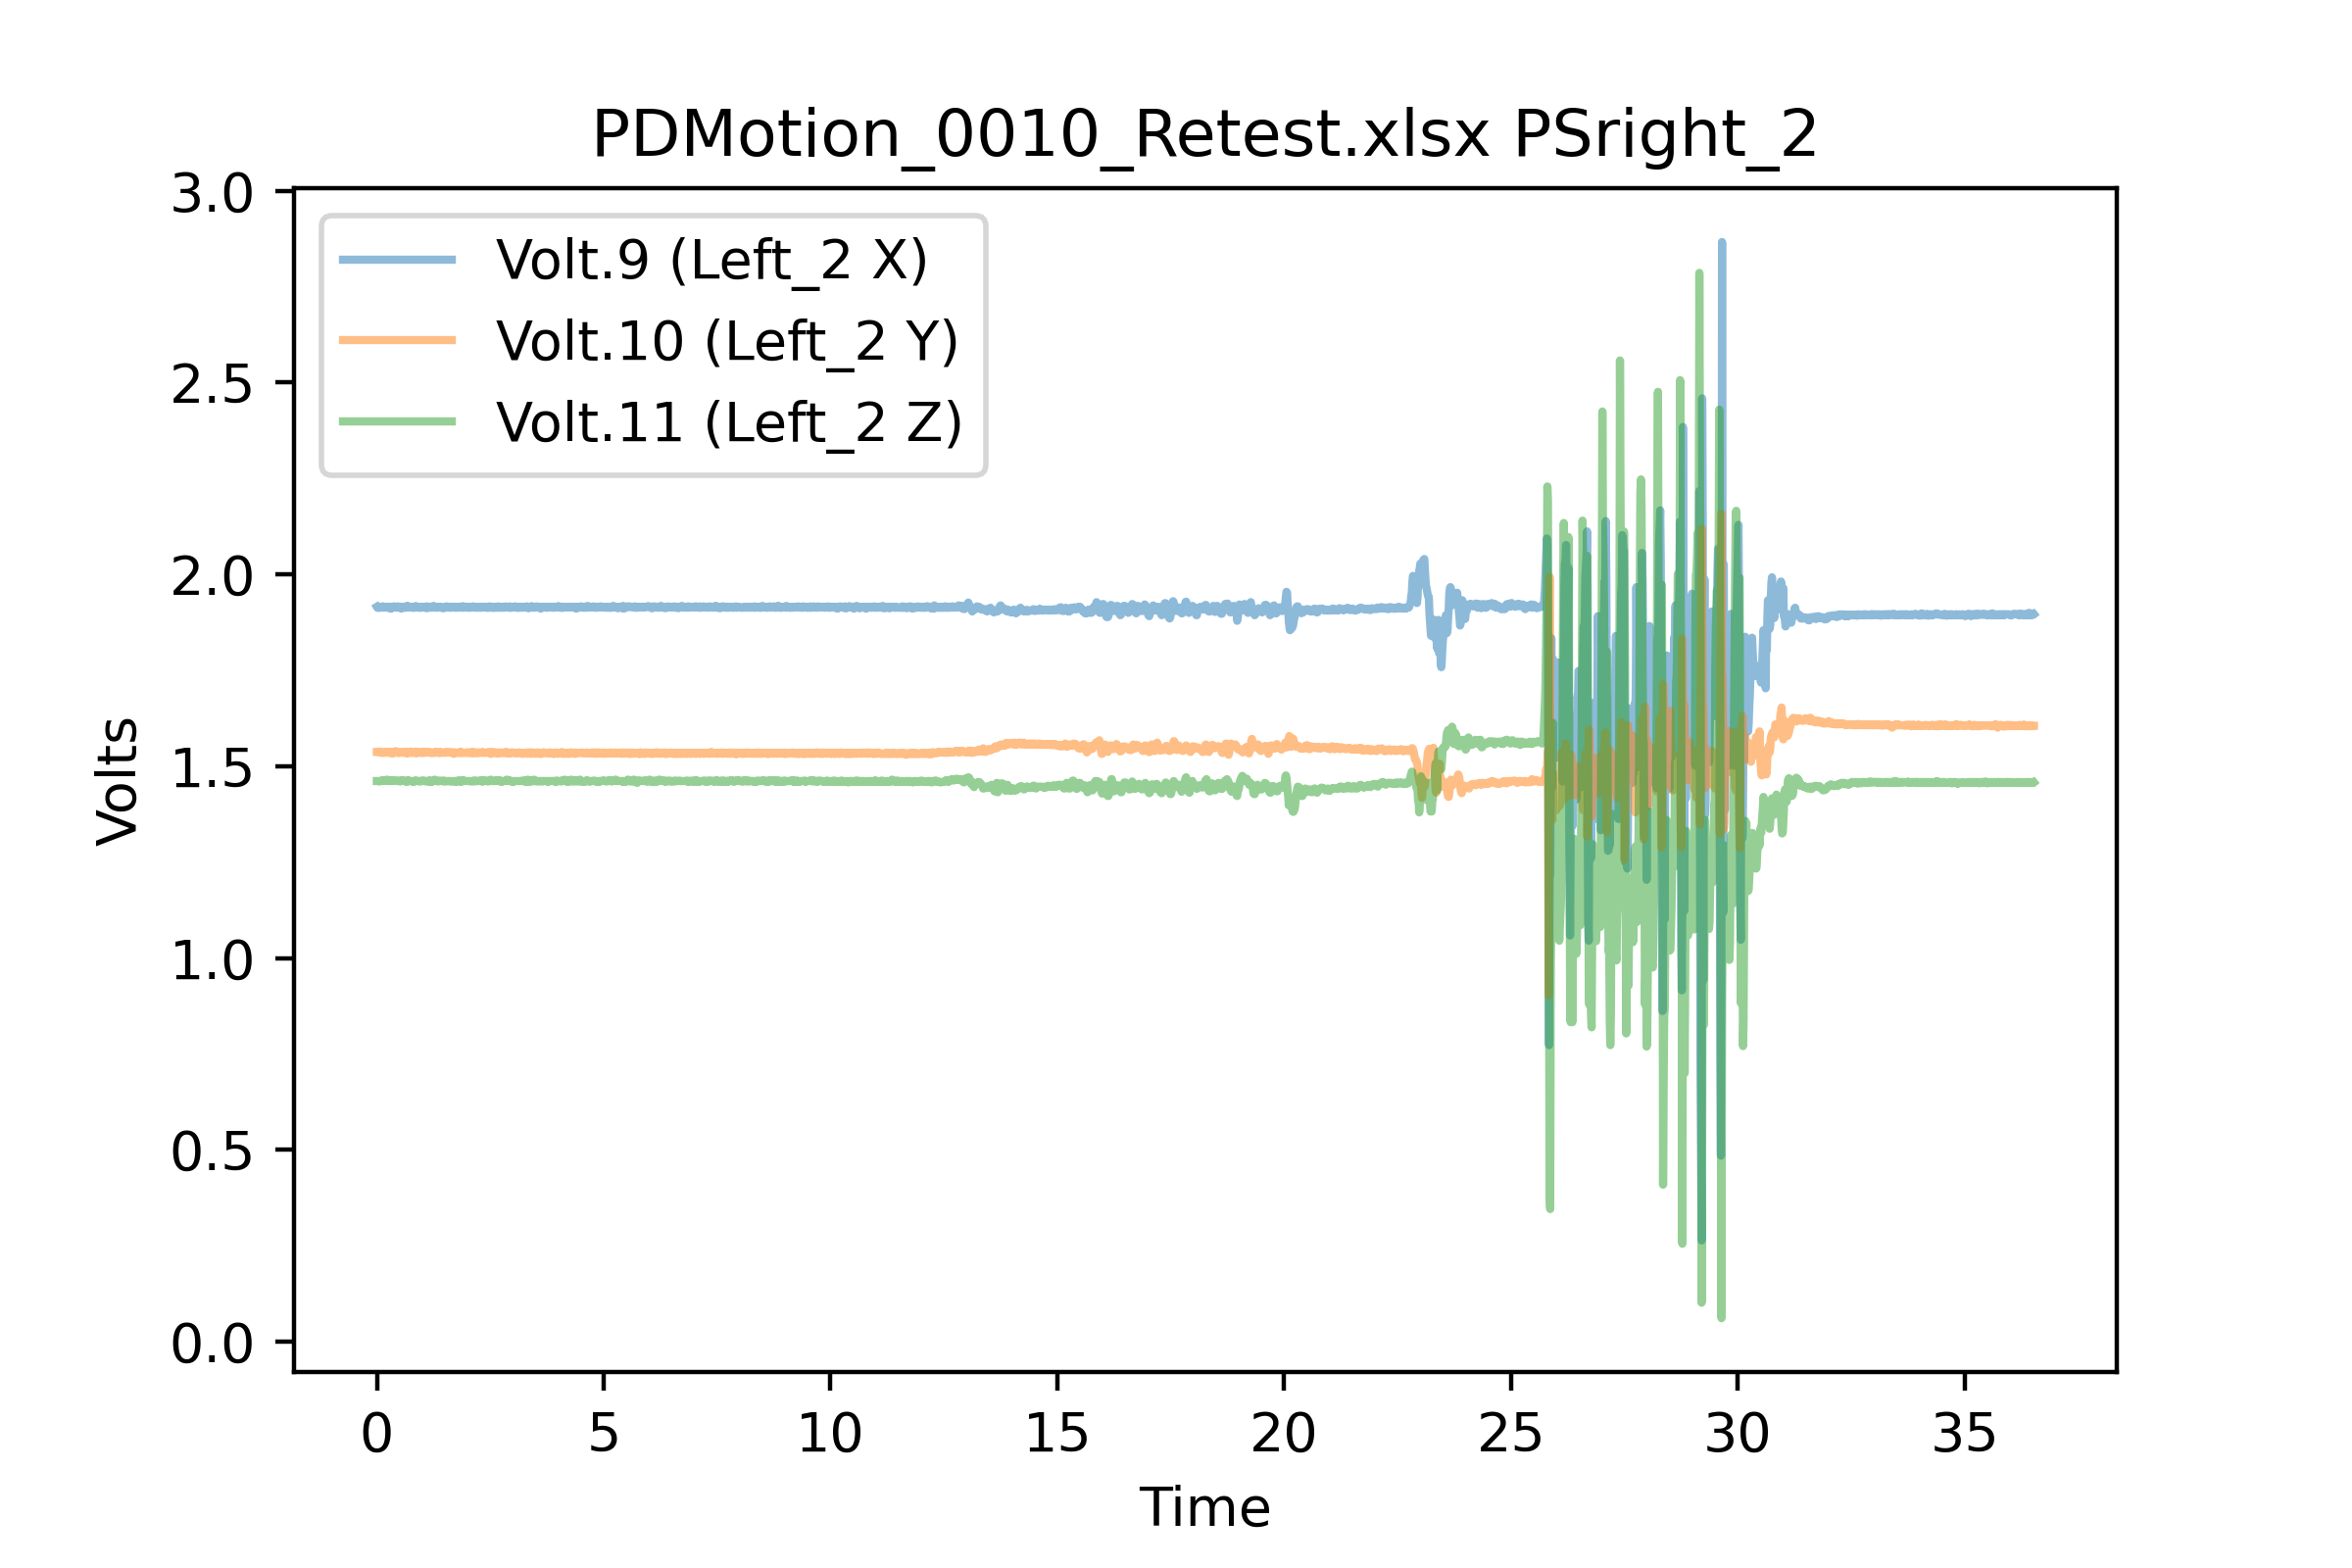 PDMotion_0010_Retest.xlsx PSright_2
3.0
2.5
2.0
1.5
1.0
0.5
0.0
Volts
Volt.9 (Left_2 X)
Volt.10 (Left_2 Y)
Volt.11 (Left_2 Z)
0 5 10 15 20 25 30 35
Time